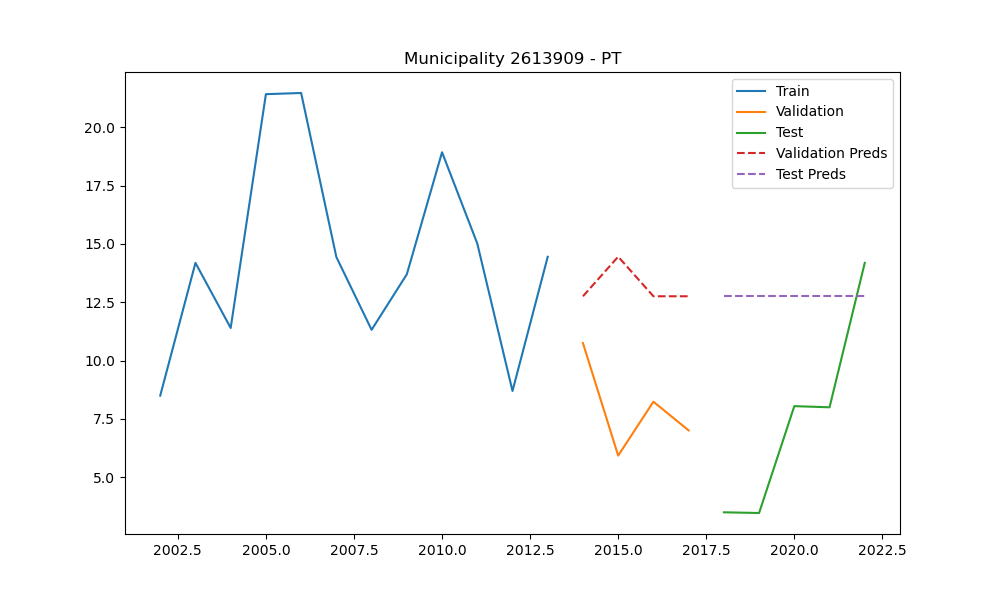 Municipality 2613909 - PT
Train
Validation
Test
Validation Preds
Test Preds
20.0
17.5
15.0
12.5
10.0
7.5
5.0
2002.5 2005.0 2007.5 2010.0 2012.5 2015.0 2017.5 2020.0 2022.5